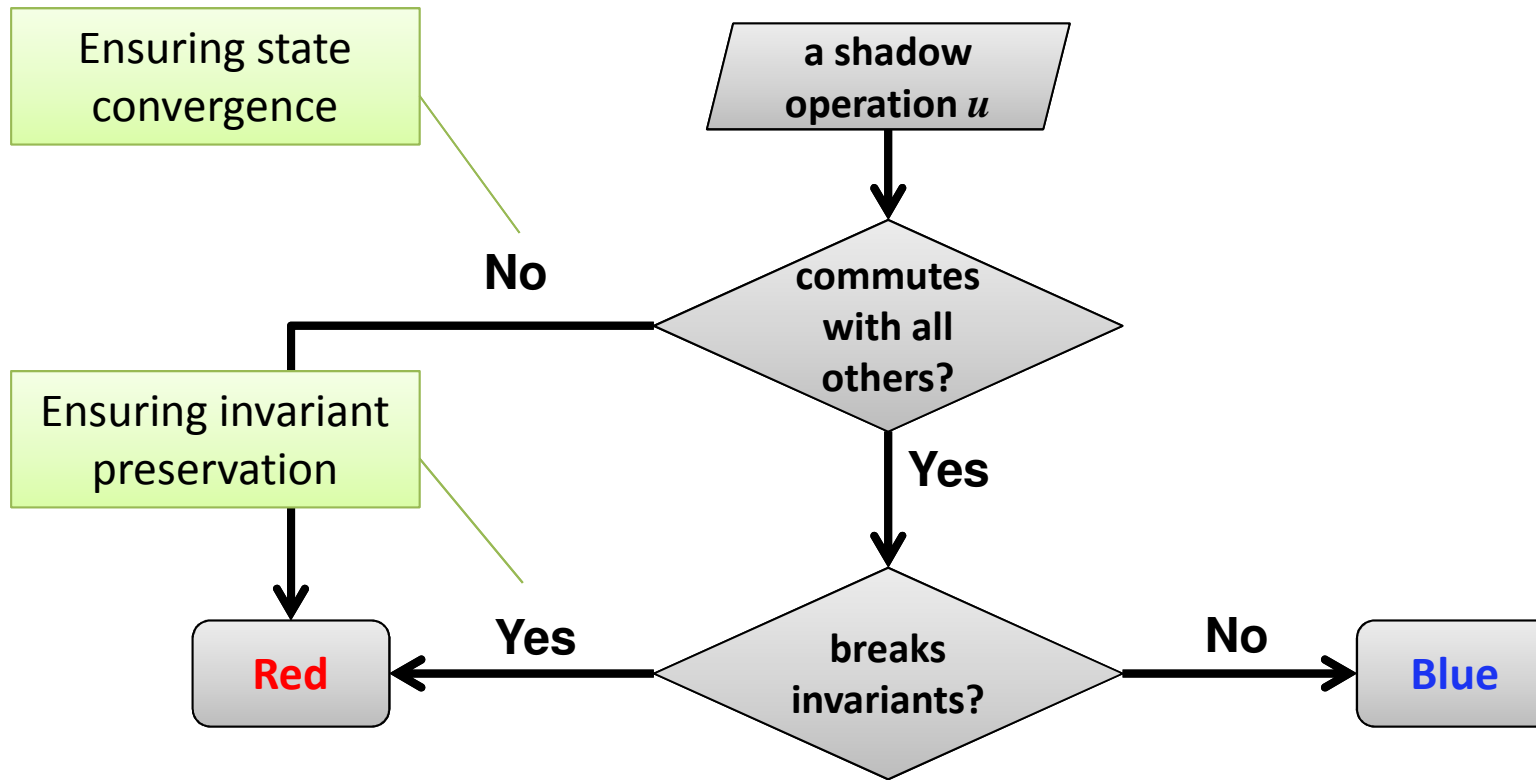 Ensuring state
convergence
a shadow
operation u
No
commutes
with all
others?
Ensuring invariant
preservation
Yes
Red
Yes
breaks
invariants?
No
Blue